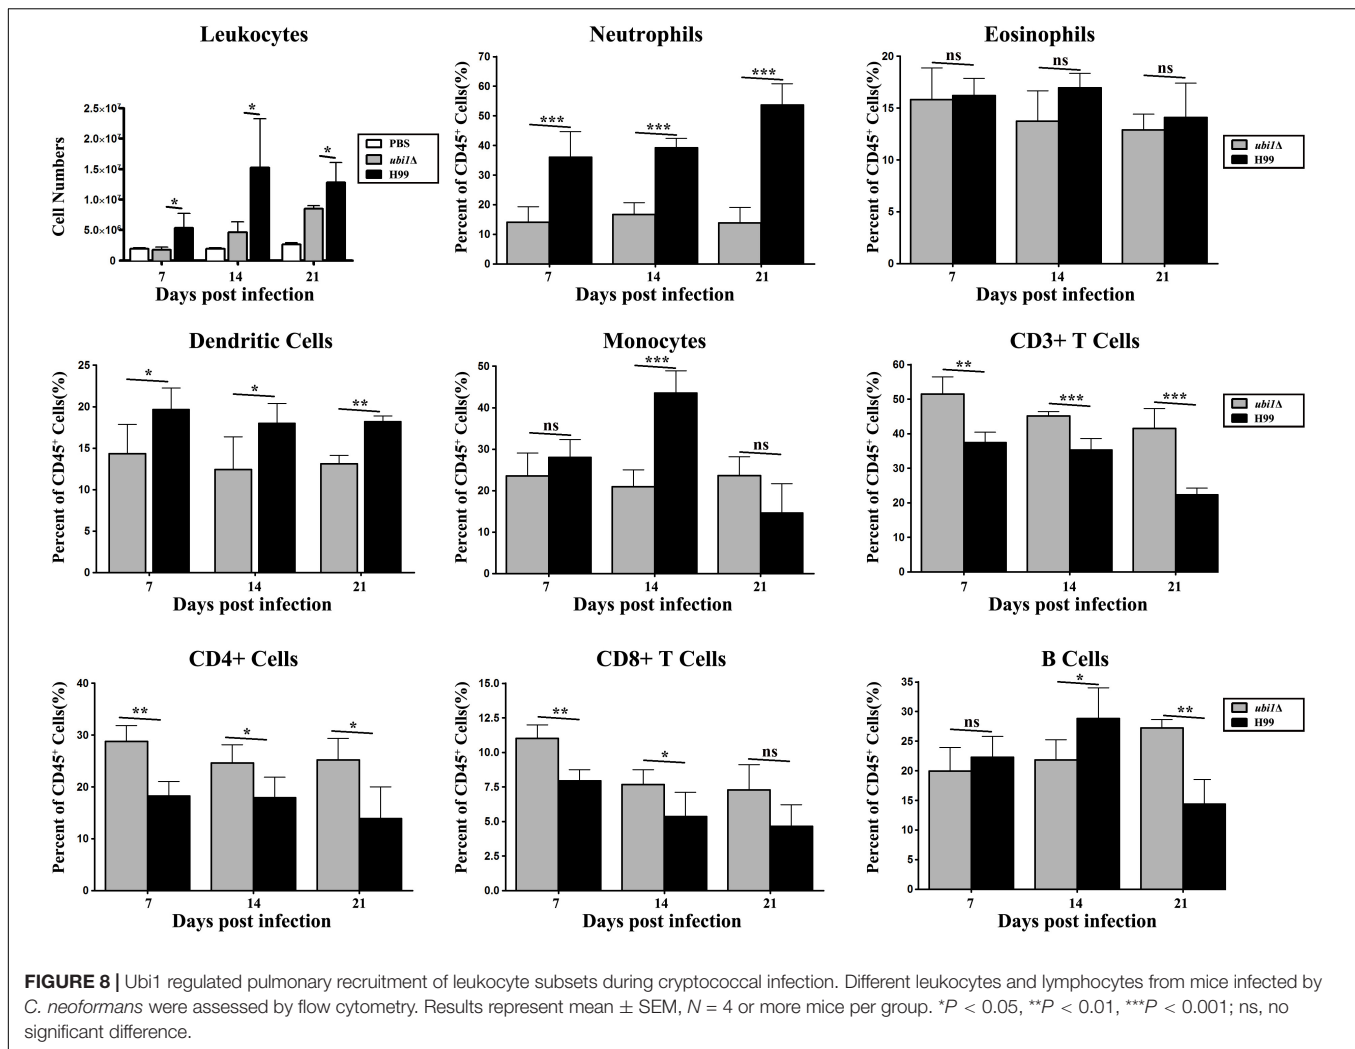 Leukocytes
Cell Numbers
2.5×10⁷
2.0×10⁷
1.5×10⁷
1.0×10⁷
5.0×10⁶
0
* * *
7 14 21
Days post infection
PBS
ubi1Δ
H99
Neutrophils
Percent of CD45⁺ Cells(%)
70
60
50
40
30
20
10
0
*** *** ***
7 14 21
Days post infection
Eosinophils
Percent of CD45⁺ Cells(%)
20
15
10
5
0
ns ns ns
7 14 21
Days post infection
ubi1Δ
H99
Dendritic Cells
Percent of CD45⁺ Cells(%)
25
20
15
10
5
0
* * **
7 14 21
Days post infection
Monocytes
Percent of CD45⁺ Cells(%)
50
40
30
20
10
0
ns *** ns
7 14 21
Days post infection
CD3+ T Cells
Percent of CD45⁺ Cells(%)
60
50
40
30
20
10
0
** *** ***
7 14 21
Days post infection
ubi1Δ
H99
CD4+ Cells
Percent of CD45⁺ Cells(%)
40
30
20
10
0
** * *
7 14 21
Days post infection
CD8+ T Cells
Percent of CD45⁺ Cells(%)
15.0
12.5
10.0
7.5
5.0
2.5
0.0
** * ns
7 14 21
Days post infection
B Cells
Percent of CD45⁺ Cells(%)
35
30
25
20
15
10
5
0
ns * **
7 14 21
Days post infection
ubi1Δ
H99
FIGURE 8 | Ubi1 regulated pulmonary recruitment of leukocyte subsets during cryptococcal infection. Different leukocytes and lymphocytes from mice infected by
C. neoformans were assessed by flow cytometry. Results represent mean ± SEM, N = 4 or more mice per group. *P < 0.05, **P < 0.01, ***P < 0.001; ns, no
significant difference.